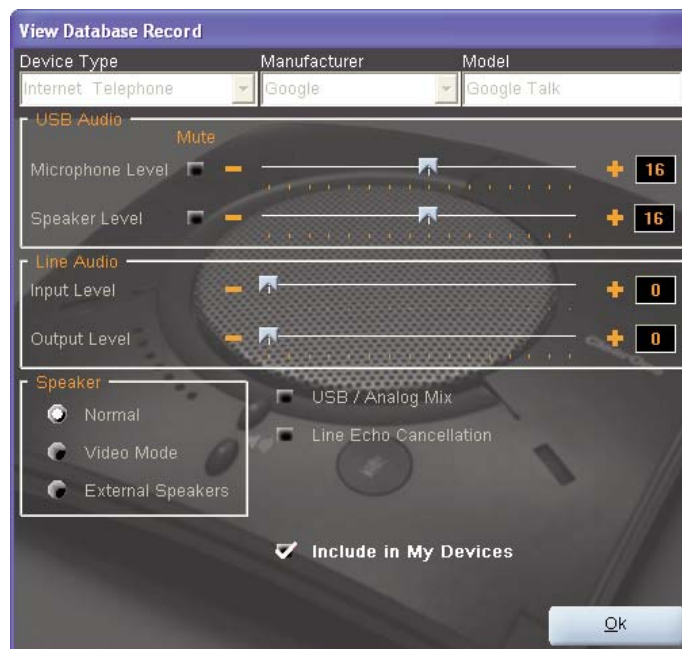 View Database Record
Device Type Manufacturer Model
Internet Telephone Google Google Talk
USB Audio
Mute
Microphone Level 16
Speaker Level 16
Line Audio
Input Level 0
Output Level 0
Speaker
Normal
Video Mode
External Speakers
USB / Analog Mix
Line Echo Cancellation
Include in My Devices
Ok